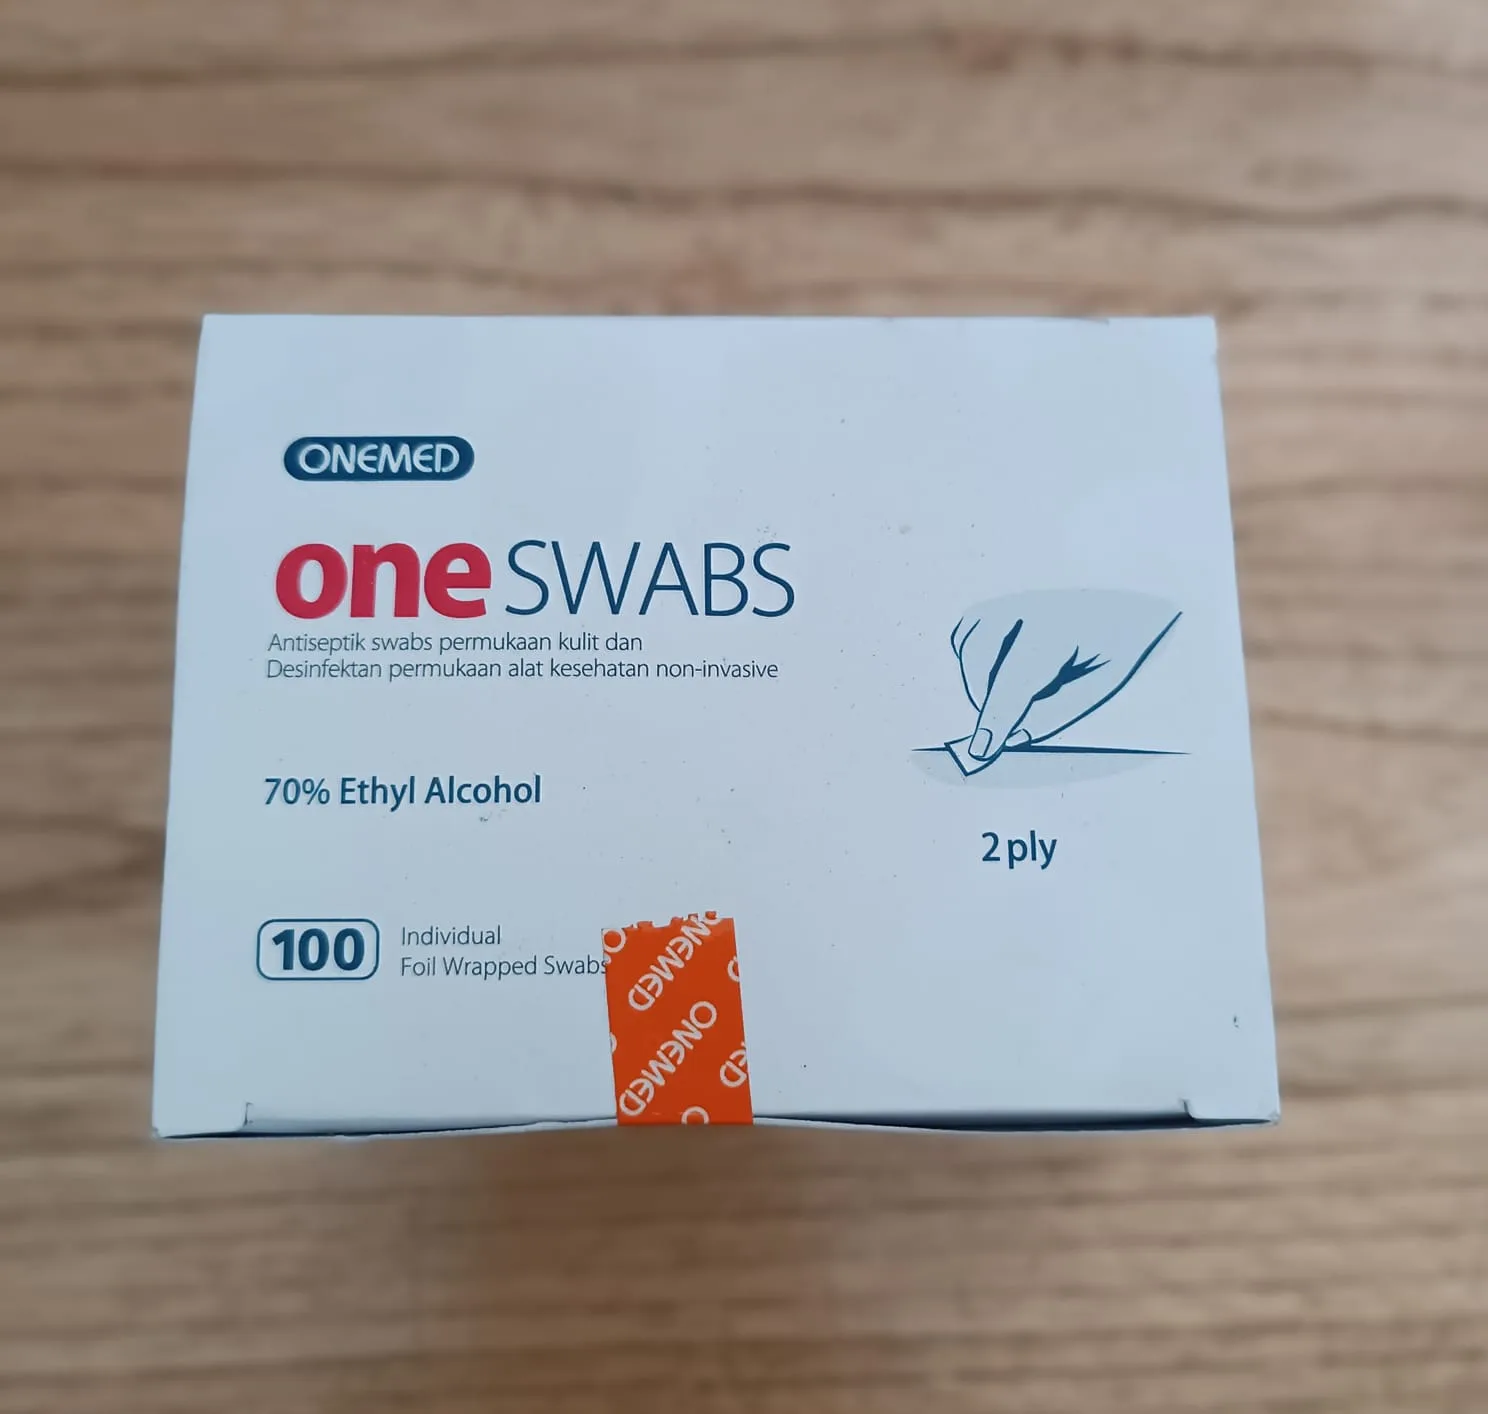 ONEMED
one SWABS
Antiseptik swabs permukaan kulit dan
Desinfektan permukaan alat kesehatan non-invasive
70% Ethyl Alcohol
2 ply
100
Individual
Foil Wrapped Swabs
ONEMED
ONEMED